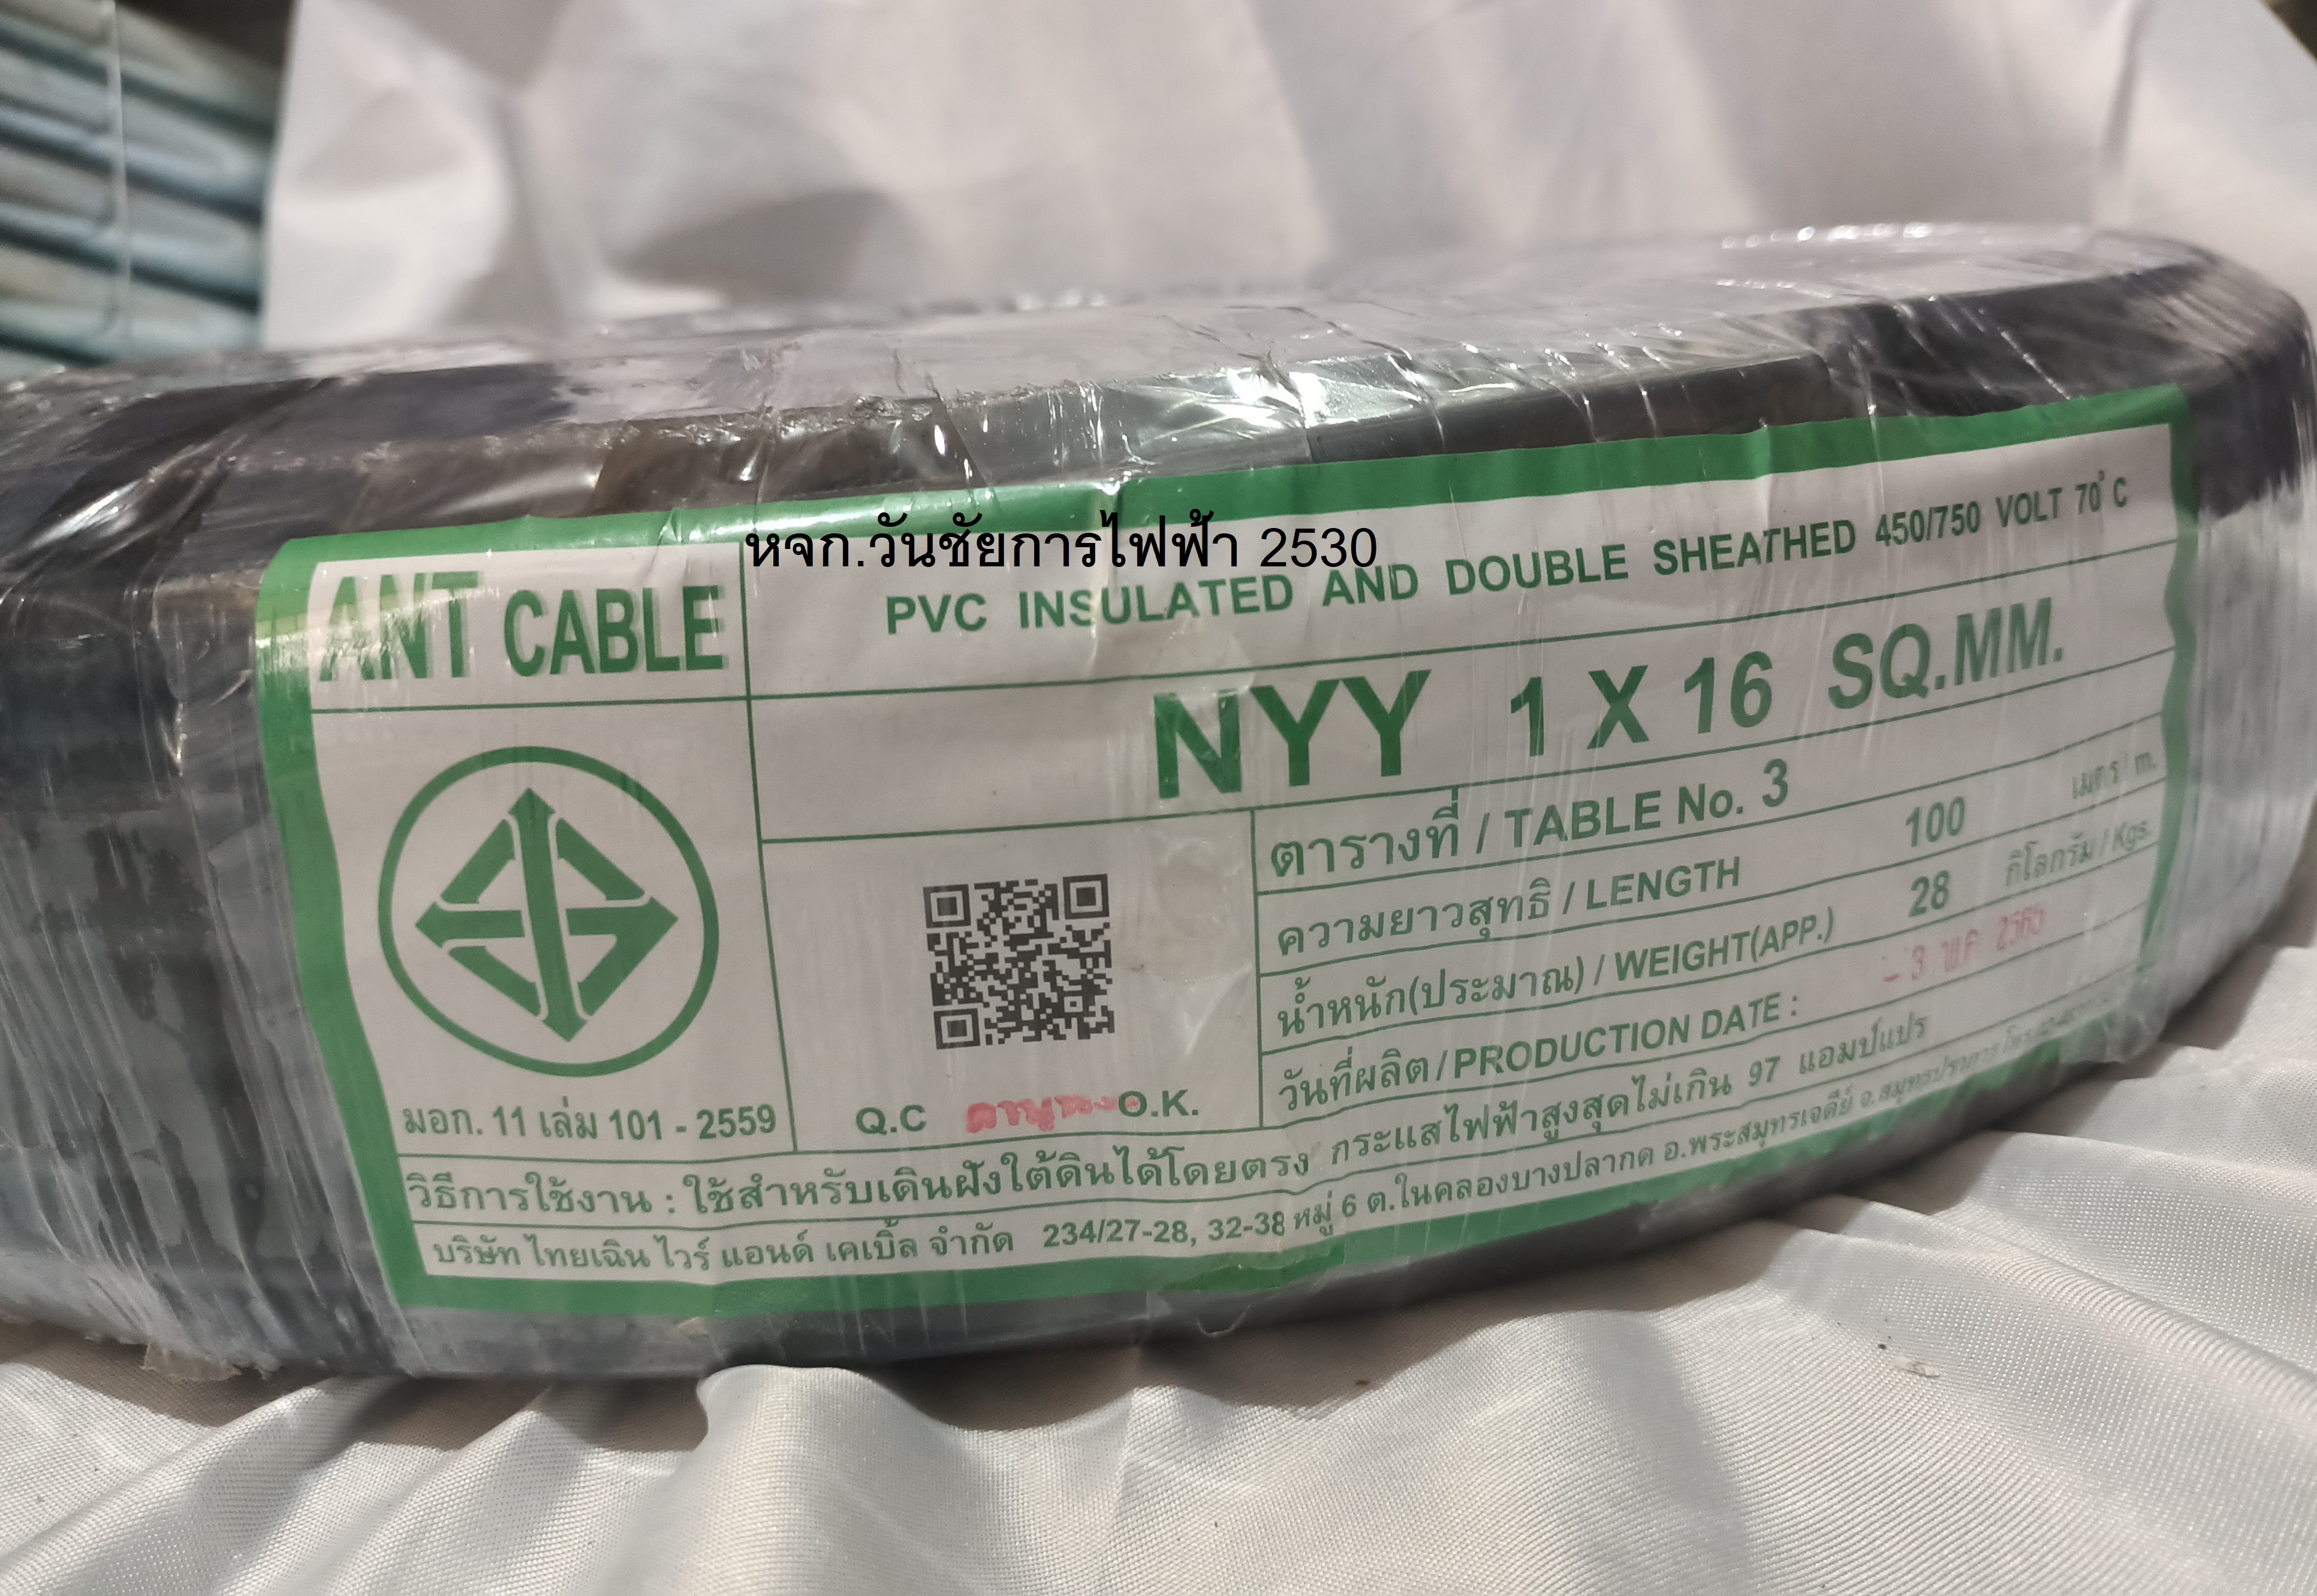 หจก.วันชัยการไฟฟ้า 2530
ANT CABLE
PVC INSULATED AND DOUBLE SHEATHED 450/750 VOLT 70° C
NYY 1 X 16 SQ.MM.
ตารางที่ / TABLE No. 3
ความยาวสุทธิ / LENGTH 100 เมตร / m.
น้ำหนัก(ประมาณ) / WEIGHT(APP.) 28 กิโลกรัม / Kgs.
วันที่ผลิต / PRODUCTION DATE : - 3 พ.ค. 2565
มอก. 11 เล่ม 101 - 2559
Q.C O.K.
วิธีการใช้งาน : ใช้สำหรับเดินฝังใต้ดินได้โดยตรง กระแสไฟฟ้าสูงสุดไม่เกิน 97 แอมป์แปร
บริษัท ไทยเฉิน ไวร์ แอนด์ เคเบิ้ล จำกัด 234/27-28, 32-38 หมู่ 6 ต.ในคลองบางปลากด อ.พระสมุทรเจดีย์ จ.สมุทรปราการ โทร.